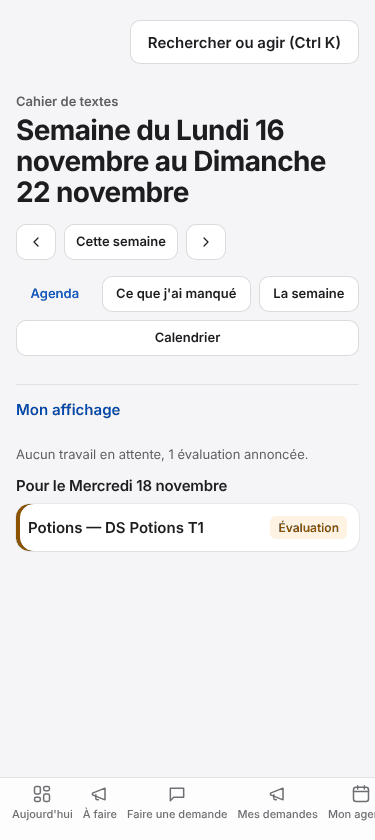 Rechercher ou agir (Ctrl K)
Cahier de textes
Semaine du Lundi 16
novembre au Dimanche
22 novembre
Cette semaine
Agenda
Ce que j'ai manqué
La semaine
Calendrier
Mon affichage
Aucun travail en attente, 1 évaluation annoncée.
Pour le Mercredi 18 novembre
Potions — DS Potions T1
Évaluation
Aujourd'hui
À faire
Faire une demande
Mes demandes
Mon age